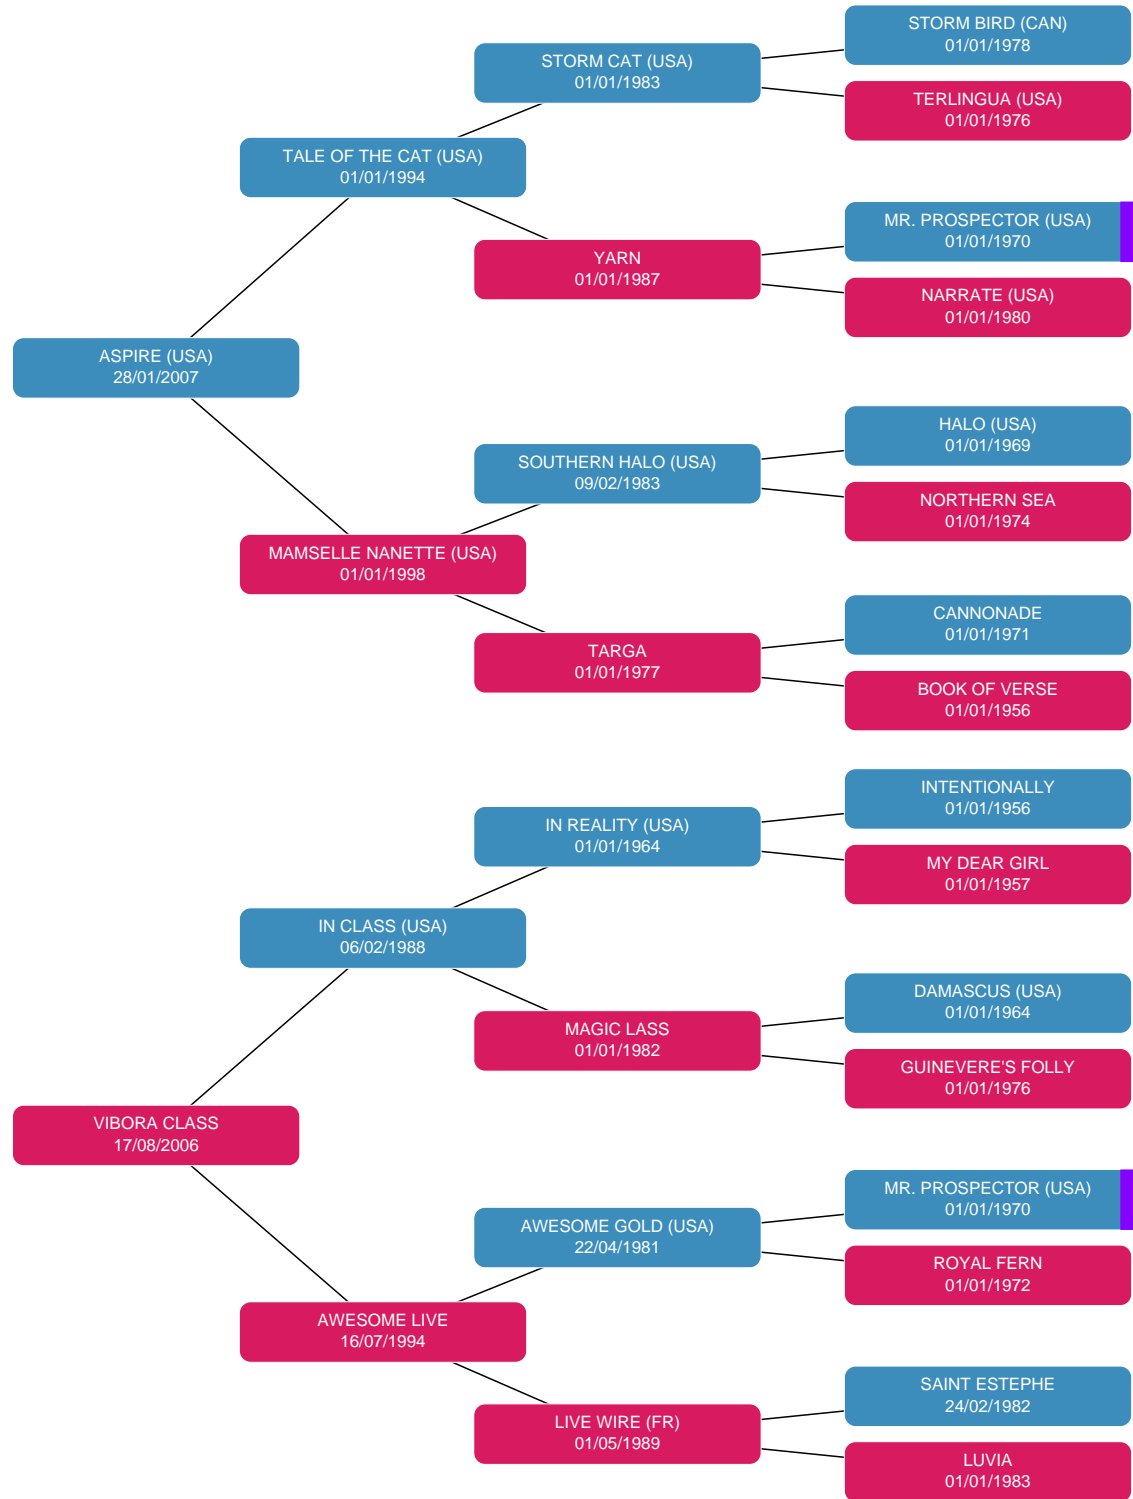 STORM BIRD (CAN)
01/01/1978
STORM CAT (USA)
01/01/1983
TERLINGUA (USA)
01/01/1976
TALE OF THE CAT (USA)
01/01/1994
MR. PROSPECTOR (USA)
01/01/1970
YARN
01/01/1987
NARRATE (USA)
01/01/1980
ASPIRE (USA)
28/01/2007
HALO (USA)
01/01/1969
SOUTHERN HALO (USA)
09/02/1983
NORTHERN SEA
01/01/1974
MAMSELLE NANETTE (USA)
01/01/1998
CANNONADE
01/01/1971
TARGA
01/01/1977
BOOK OF VERSE
01/01/1956
INTENTIONALLY
01/01/1956
IN REALITY (USA)
01/01/1964
MY DEAR GIRL
01/01/1957
IN CLASS (USA)
06/02/1988
DAMASCUS (USA)
01/01/1964
MAGIC LASS
01/01/1982
GUINEVERE'S FOLLY
01/01/1976
VIBORA CLASS
17/08/2006
MR. PROSPECTOR (USA)
01/01/1970
AWESOME GOLD (USA)
22/04/1981
ROYAL FERN
01/01/1972
AWESOME LIVE
16/07/1994
SAINT ESTEPHE
24/02/1982
LIVE WIRE (FR)
01/05/1989
LUVIA
01/01/1983